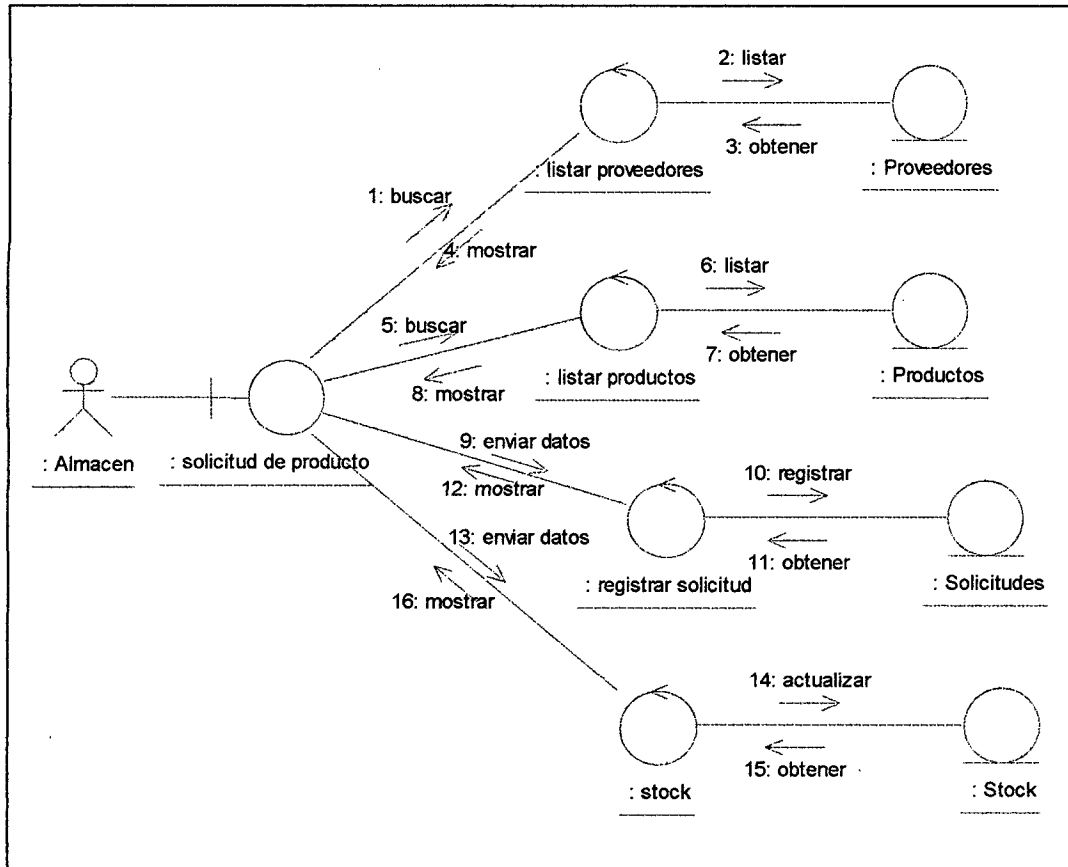 2: listar
3: obtener
: listar proveedores
: Proveedores
1: buscar
4: mostrar
6: listar
5: buscar
7: obtener
8: mostrar
: listar productos
: Productos
9: enviar datos
: Almacen
: solicitud de producto
12: mostrar
10: registrar
13: enviar datos
11: obtener
: registrar solicitud
: Solicitudes
16: mostrar
14: actualizar
15: obtener
: stock
: Stock